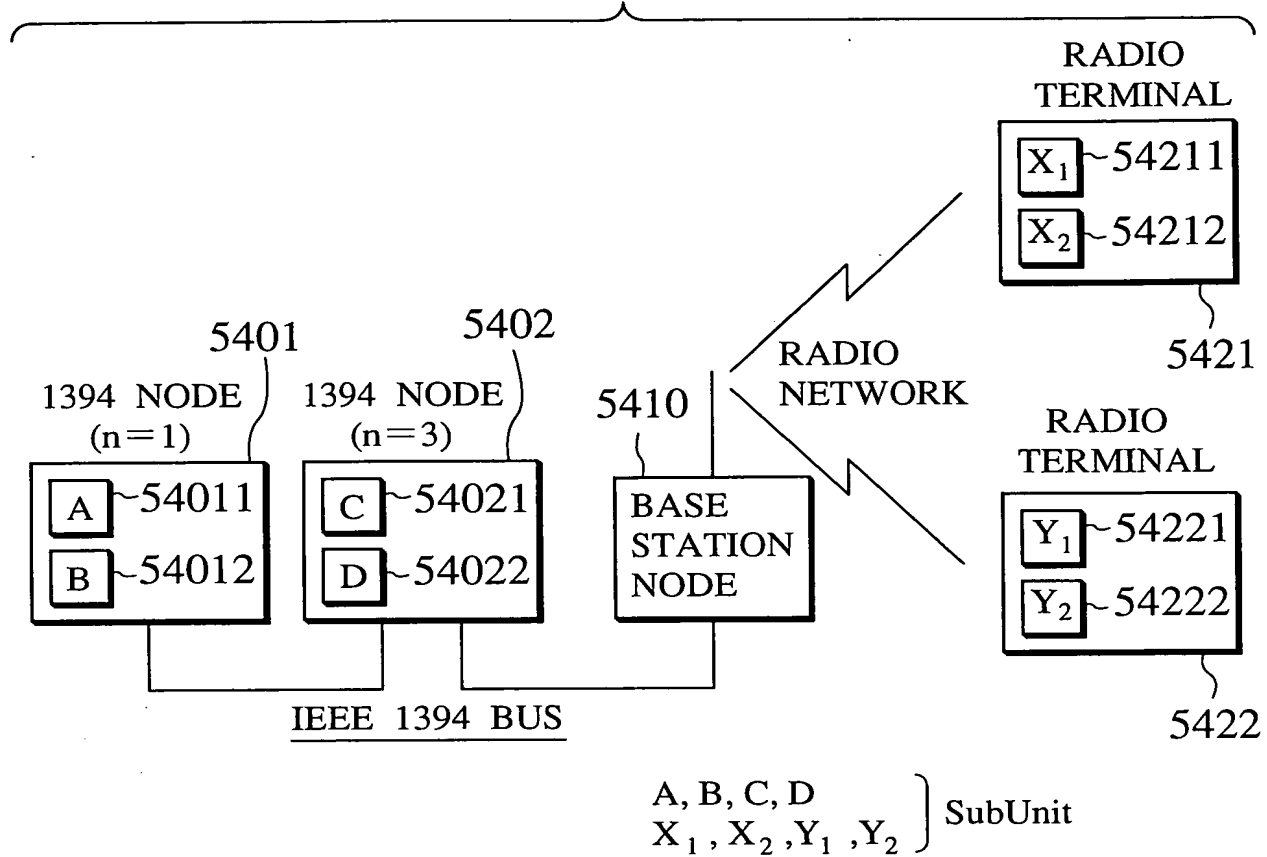 RADIO
TERMINAL
X₁ 54211
X₂ 54212
5421
5401
5402
1394 NODE
(n=1)
1394 NODE
(n=3)
5410
RADIO
NETWORK
A 54011
B 54012
C 54021
D 54022
BASE
STATION
NODE
RADIO
TERMINAL
Y₁ 54221
Y₂ 54222
5422
IEEE 1394 BUS
A, B, C, D
X₁ , X₂ ,Y₁ ,Y₂
SubUnit